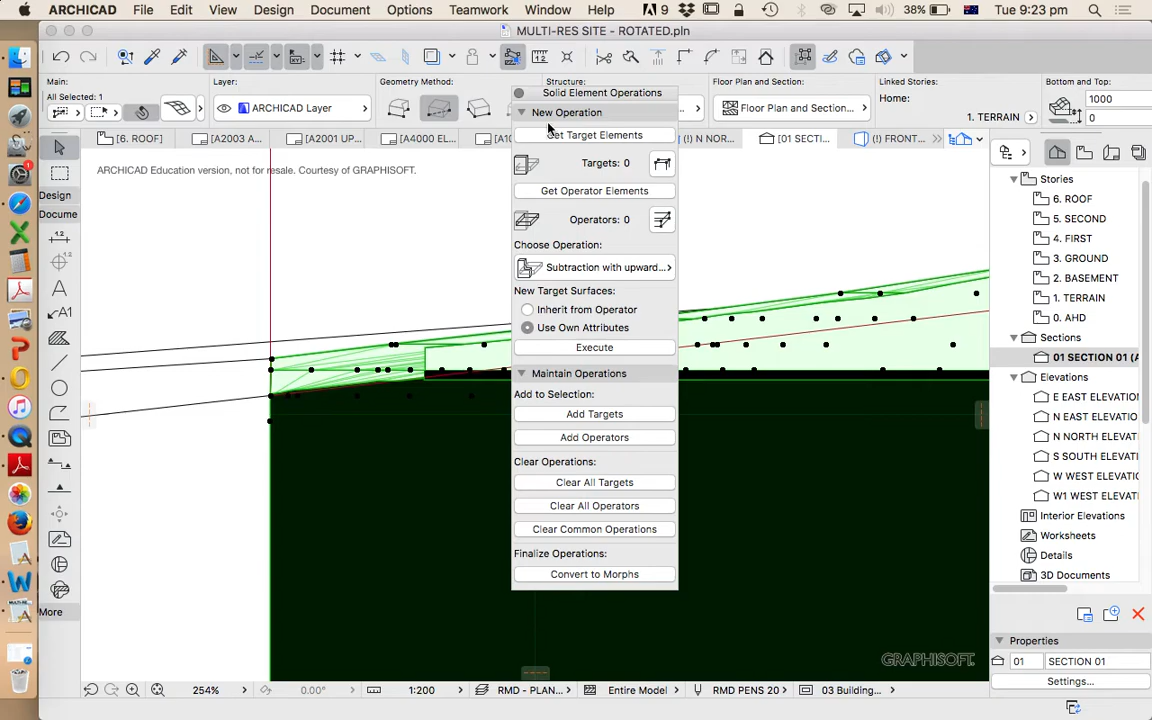 ARCHICAD File Edit View Design Document Options Teamwork Window Help 9 38% Tue 9:23 pm
MULTI-RES SITE - ROTATED.pln
Main:
All Selected: 1
Layer:
ARCHICAD Layer
Geometry Method:
Structure:
Floor Plan and Section:
Floor Plan and Section...
Linked Stories:
Home:
1. TERRAIN
Bottom and
1000
0
[6. ROOF] [A2003 A... [A2001 UP... [A4000 EL... [A10 !) N NOR... [01 SECTI... (!) FRONT...
ARCHICAD Education version, not for resale. Courtesy of GRAPHISOFT.
Design
Docume
1.2
1.2
A
A1
More
Solid Element Operations
New Operation
Get Target Elements
Targets: 0
Get Operator Elements
Operators: 0
Choose Operation:
Subtraction with upward...
New Target Surfaces:
Inherit from Operator
Use Own Attributes
Execute
Maintain Operations
Add to Selection:
Add Targets
Add Operators
Clear Operations:
Clear All Targets
Clear All Operators
Clear Common Operations
Finalize Operations:
Convert to Morphs
Stories
6. ROOF
5. SECOND
4. FIRST
3. GROUND
2. BASEMENT
1. TERRAIN
0. AHD
Sections
01 SECTION 01 (A
Elevations
E EAST ELEVATIO
N EAST ELEVATIO
N NORTH ELEVATI
S SOUTH ELEVATI
W WEST ELEVATIO
W1 WEST ELEVATIO
Interior Elevations
Worksheets
Details
3D Documents
Properties
01 SECTION 01
Settings...
GRAPHISOFT.
254% 0.00° 1:200 RMD - PLAN... Entire Model RMD PENS 20 03 Building...